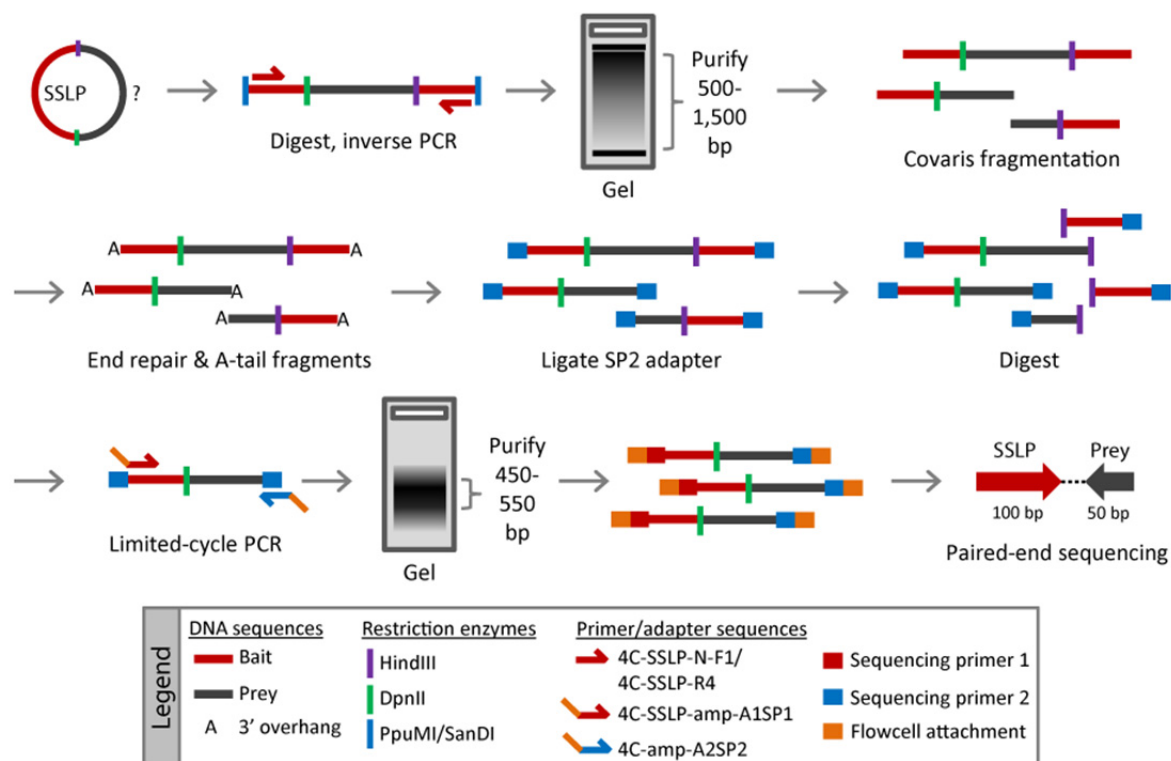 SSLP
?
Digest, inverse PCR
Gel
Purify
500-
1,500
bp
Covaris fragmentation
A A
A A
A A
End repair & A-tail fragments
Ligate SP2 adapter
Digest
Limited-cycle PCR
Gel
Purify
450-
550
bp
SSLP Prey
100 bp 50 bp
Paired-end sequencing
Legend
DNA sequences
Bait
Prey
A 3' overhang
Restriction enzymes
HindIII
DpnII
PpuMI/SanDI
Primer/adapter sequences
4C-SSLP-N-F1/
4C-SSLP-R4
4C-SSLP-amp-A1SP1
4C-amp-A2SP2
Sequencing primer 1
Sequencing primer 2
Flowcell attachment